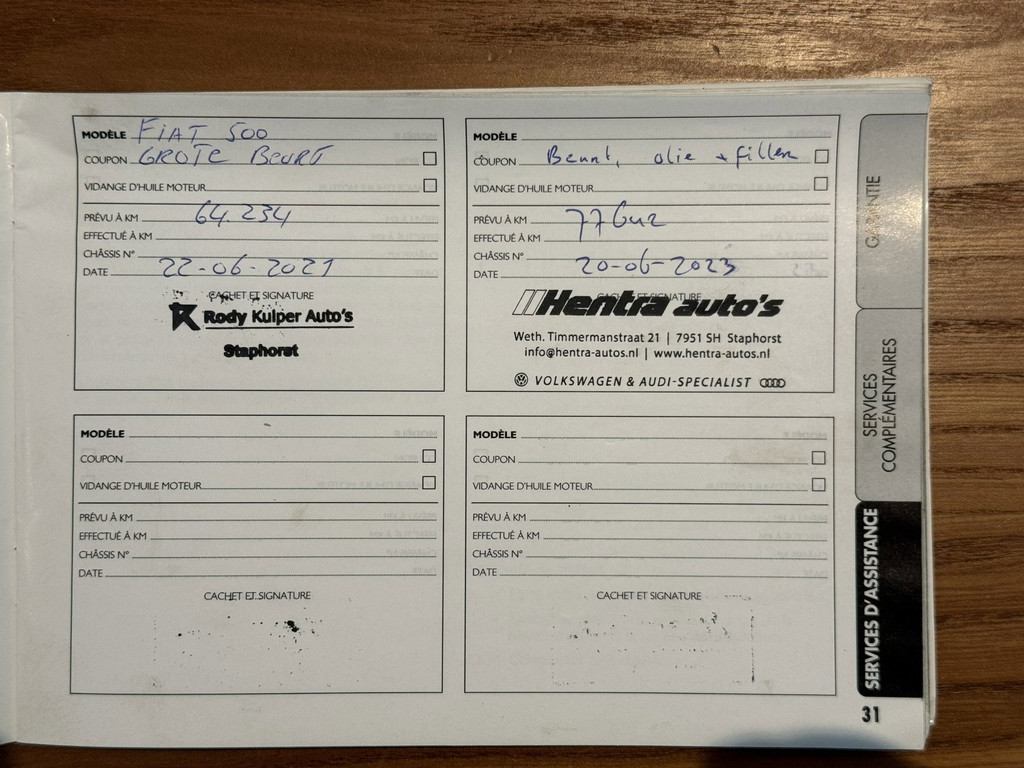 MODÈLE FIAT 500
COUPON GROTE BEURT
VIDANGE D'HUILE MOTEUR
PRÉVU À KM 64.234
EFFECTUÉ À KM
CHÂSSIS N°
DATE 22-06-2021
CACHET ET SIGNATURE
Rody Kuiper Auto's
Staphorst
MODÈLE
COUPON Beurt, olie + filter
VIDANGE D'HUILE MOTEUR
PRÉVU À KM
EFFECTUÉ À KM
CHÂSSIS N°
DATE 20-06-2023
CACHET ET SIGNATURE
Hentra auto's
Weth. Timmermanstraat 21 | 7951 SH Staphorst
info@hentra-autos.nl | www.hentra-autos.nl
VOLKSWAGEN & AUDI-SPECIALIST
MODÈLE
COUPON
VIDANGE D'HUILE MOTEUR
PRÉVU À KM
EFFECTUÉ À KM
CHÂSSIS N°
DATE
CACHET ET SIGNATURE
MODÈLE
COUPON
VIDANGE D'HUILE MOTEUR
PRÉVU À KM
EFFECTUÉ À KM
CHÂSSIS N°
DATE
CACHET ET SIGNATURE
GARANTIE
SERVICES
COMPLÉMENTAIRES
SERVICES D'ASSISTANCE
31